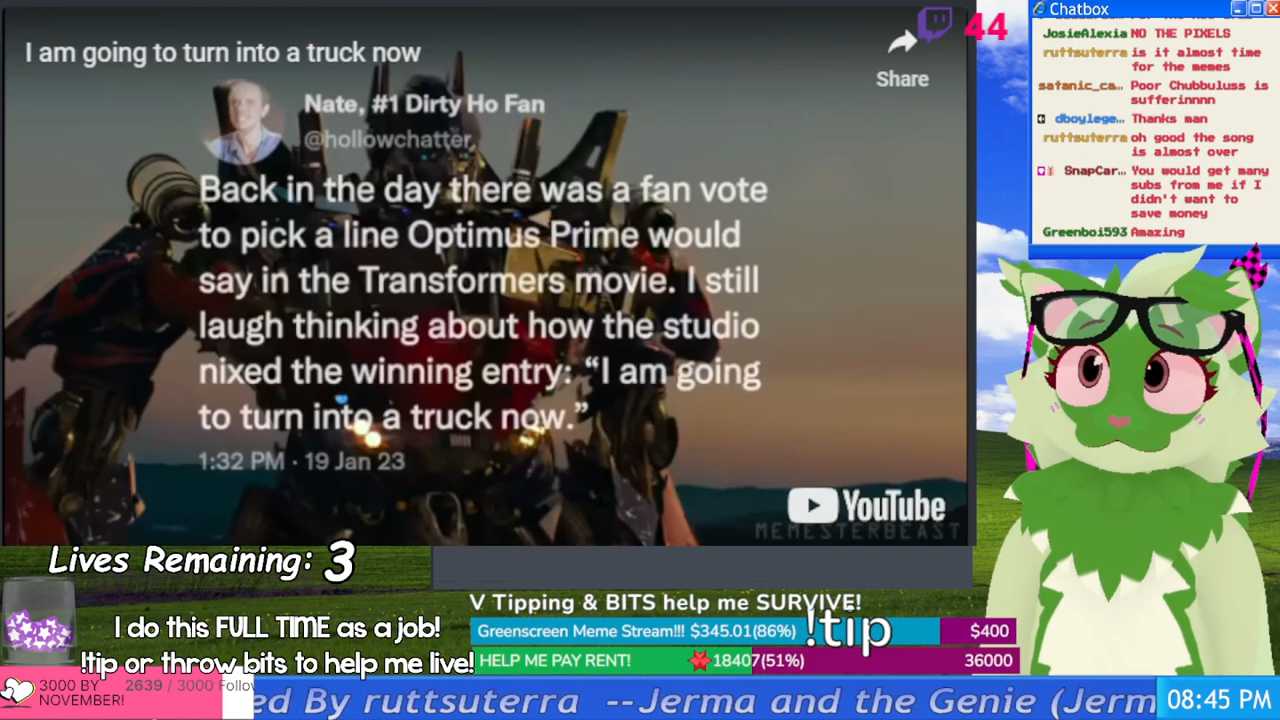 I am going to turn into a truck now
44
Share
Nate, #1 Dirty Ho Fan
@hollowchatter
Back in the day there was a fan vote
to pick a line Optimus Prime would
say in the Transformers movie. I still
laugh thinking about how the studio
nixed the winning entry: “I am going
to turn into a truck now.”
1:32 PM · 19 Jan 23
YouTube
MEMESTERBEAST
Chatbox
JosieAlexia NO THE PIXELS
ruttsuterra is it almost time
for the memes
satanic_ca… Poor Chubbuluss is
sufferinnnn
dboylege… Thanks man
ruttsuterra oh good the song
is almost over
SnapCar… You would get many
subs from me if I
didn't want to
save money
Greenboi593 Amazing
Lives Remaining: 3
I do this FULL TIME as a job!
!tip or throw bits to help me live!
V Tipping & BITS help me SURVIVE!
Greenscreen Meme Stream!!! $345.01(86%) $400
!tip
HELP ME PAY RENT! 18407(51%) 36000
3000 BY
NOVEMBER!
2639 / 3000 Follow
ed By ruttsuterra --Jerma and the Genie (Jerm
08:45 PM